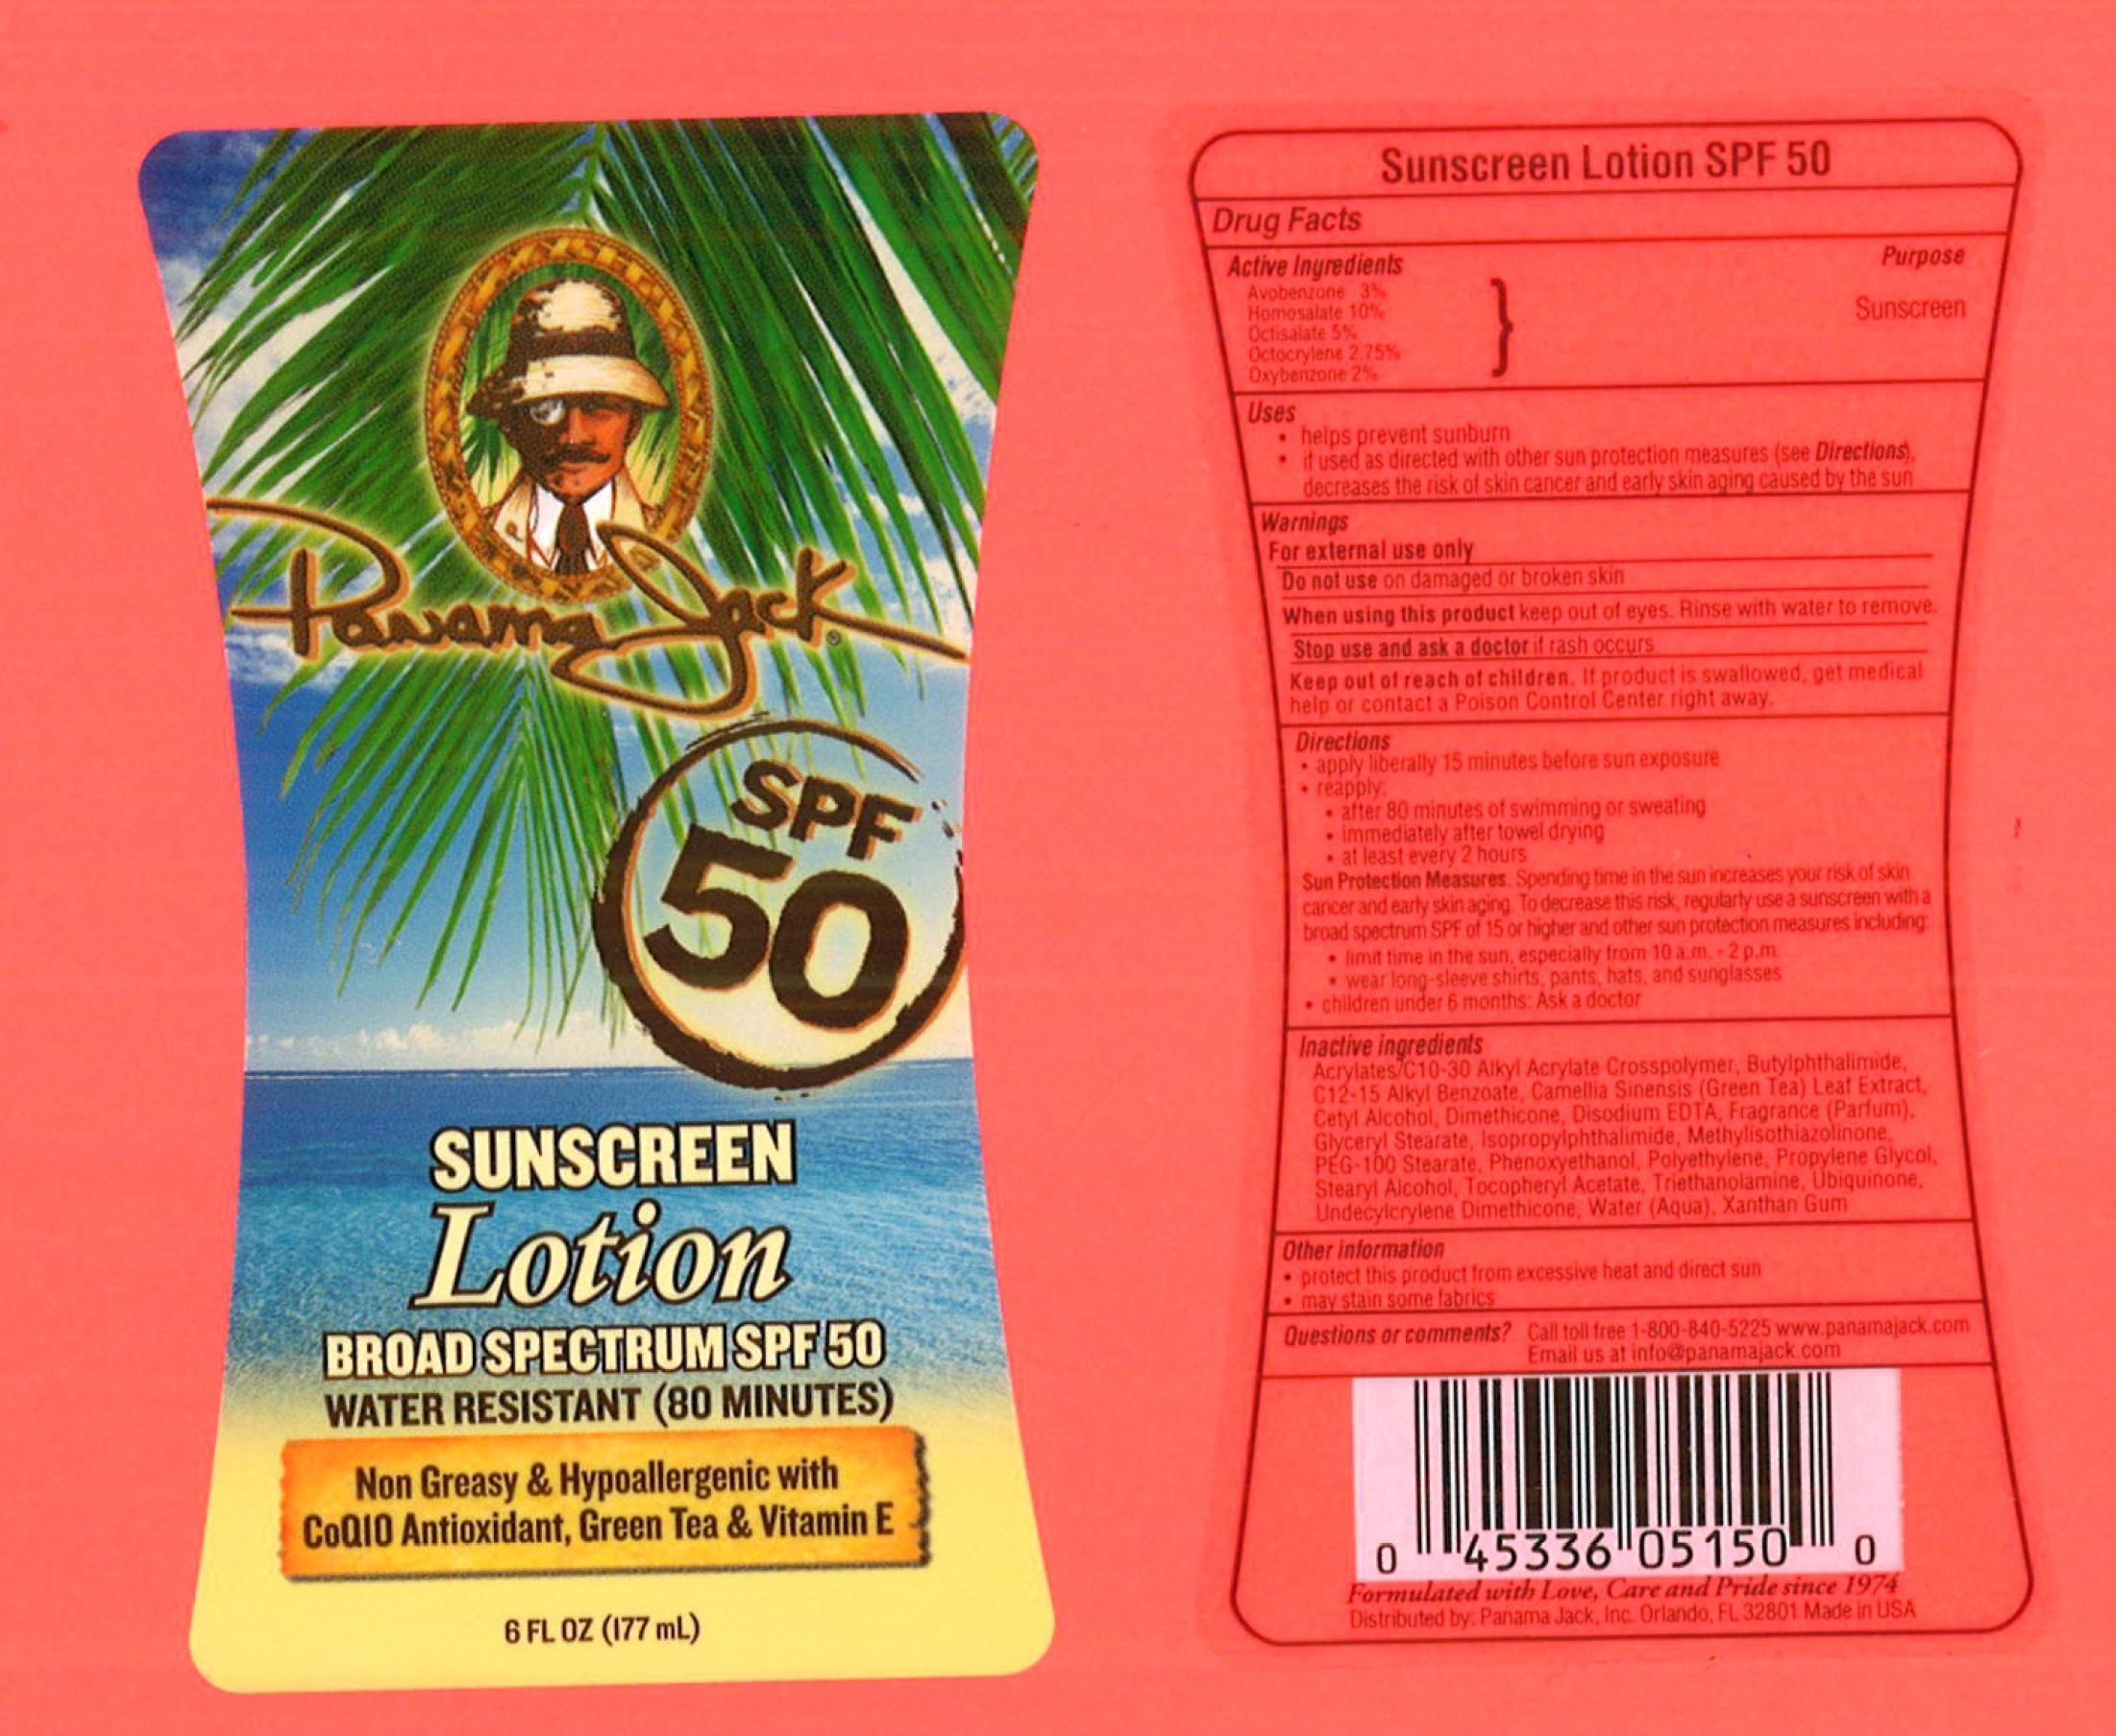 Panama Jack®
SPF
50
SUNSCREEN
Lotion
BROAD SPECTRUM SPF 50
WATER RESISTANT (80 MINUTES)
Non Greasy & Hypoallergenic with
CoQ10 Antioxidant, Green Tea & Vitamin E
6 FL OZ (177 mL)
Sunscreen Lotion SPF 50
Drug Facts
Active Ingredients Purpose
Avobenzone 3%
Homosalate 10%
Octisalate 5%
Octocrylene 2.75%
Oxybenzone 2%
} Sunscreen
Uses
• helps prevent sunburn
• if used as directed with other sun protection measures (see Directions),
decreases the risk of skin cancer and early skin aging caused by the sun
Warnings
For external use only
Do not use on damaged or broken skin
When using this product keep out of eyes. Rinse with water to remove.
Stop use and ask a doctor if rash occurs
Keep out of reach of children. If product is swallowed, get medical
help or contact a Poison Control Center right away.
Directions
• apply liberally 15 minutes before sun exposure
• reapply:
• after 80 minutes of swimming or sweating
• immediately after towel drying
• at least every 2 hours
Sun Protection Measures. Spending time in the sun increases your risk of skin
cancer and early skin aging. To decrease this risk, regularly use a sunscreen with a
broad spectrum SPF of 15 or higher and other sun protection measures including:
• limit time in the sun, especially from 10 a.m. - 2 p.m.
• wear long-sleeve shirts, pants, hats, and sunglasses
• children under 6 months: Ask a doctor
Inactive ingredients
Acrylates/C10-30 Alkyl Acrylate Crosspolymer, Butylphthalimide,
C12-15 Alkyl Benzoate, Camellia Sinensis (Green Tea) Leaf Extract,
Cetyl Alcohol, Dimethicone, Disodium EDTA, Fragrance (Parfum),
Glyceryl Stearate, Isopropylphthalimide, Methylisothiazolinone,
PEG-100 Stearate, Phenoxyethanol, Polyethylene, Propylene Glycol,
Stearyl Alcohol, Tocopheryl Acetate, Triethanolamine, Ubiquinone,
Undecylcrylene Dimethicone, Water (Aqua), Xanthan Gum
Other information
• protect this product from excessive heat and direct sun
• may stain some fabrics
Questions or comments? Call toll free 1-800-840-5225 www.panamajack.com
Email us at info@panamajack.com
0 45336 05150 0
Formulated with Love, Care and Pride since 1974
Distributed by: Panama Jack, Inc. Orlando, FL 32801 Made in USA